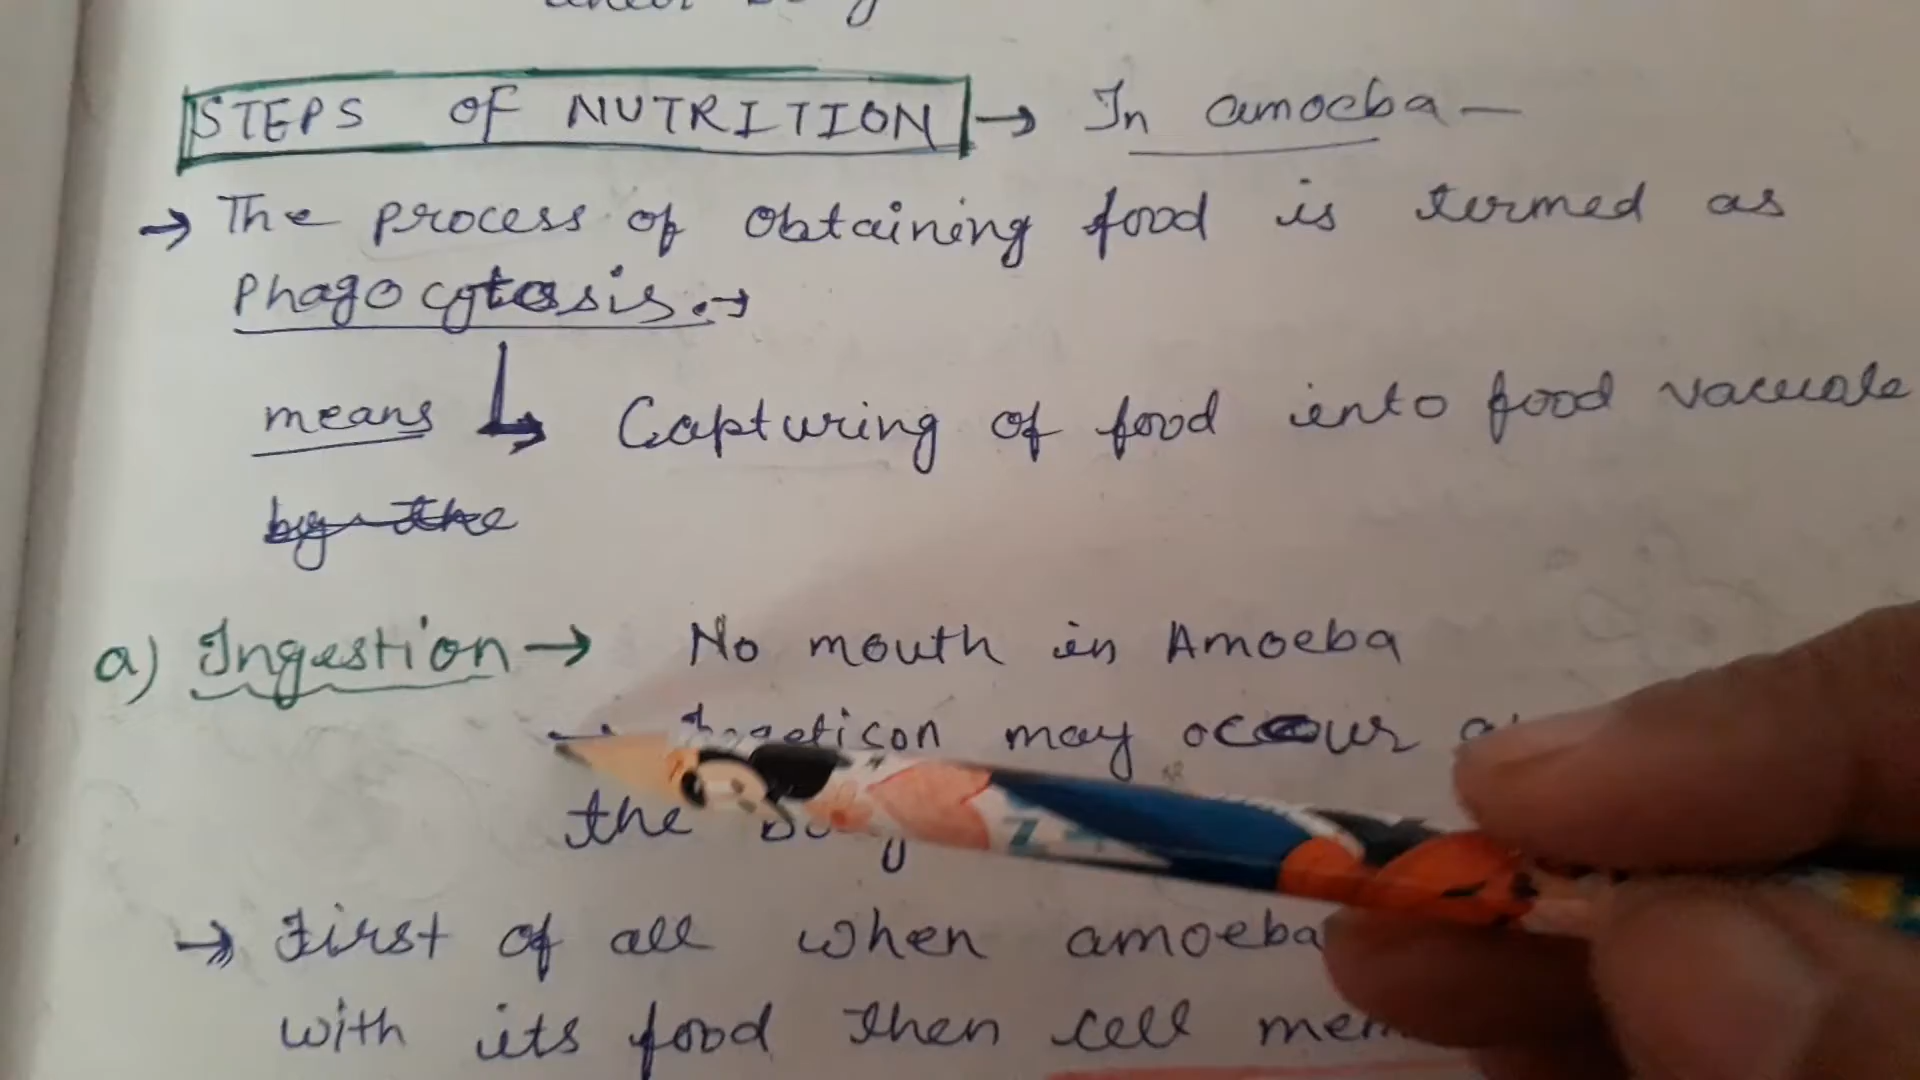 STEPS OF NUTRITION → In amoeba —
→ The process of obtaining food is termed as
Phagocytosis. →
means ↳ Capturing of food into food vacuole
by the
a) Ingestion → No mouth in Amoeba
→ may occur
the
→ First of all when amoeba
with its food then cell